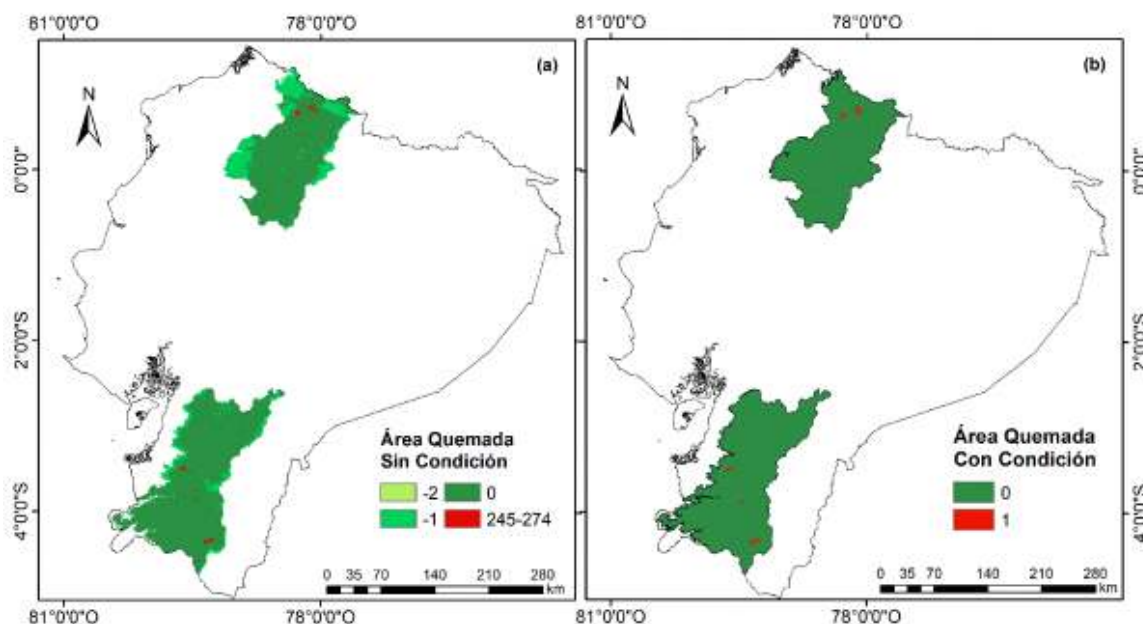 81°0'0"O 78°0'0"O
(a)
N
0°0'0"
2°0'0"S
4°0'0"S
Área Quemada
Sin Condición
-2 0
-1 245-274
0 35 70 140 210 280
km
81°0'0"O 78°0'0"O
81°0'0"O 78°0'0"O
(b)
N
0°0'0"
2°0'0"S
4°0'0"S
Área Quemada
Con Condición
0
1
0 35 70 140 210 280
km
81°0'0"O 78°0'0"O